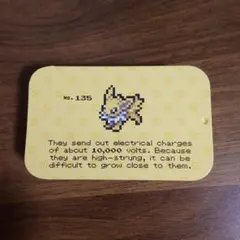 No. 135
They send out electrical charges
of about 10,000 volts. Because
they are high-strung, it can be
difficult to grow close to them.